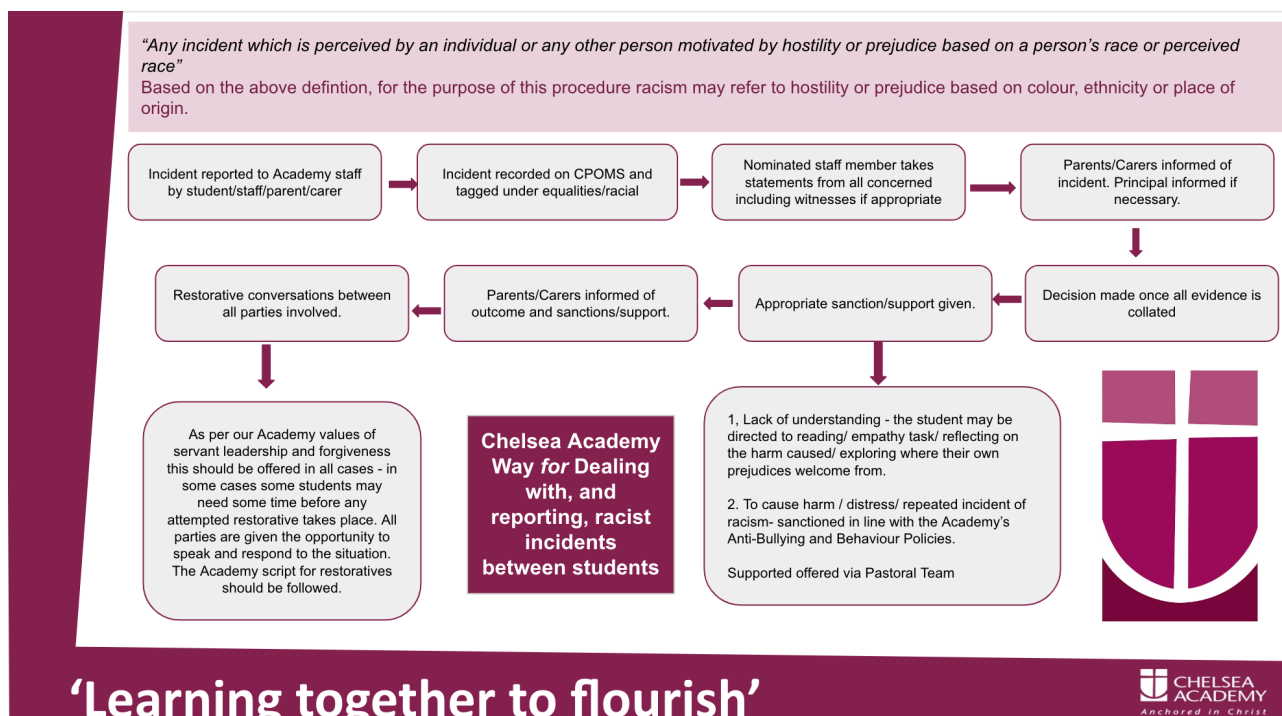 “Any incident which is perceived by an individual or any other person motivated by hostility or prejudice based on a person’s race or perceived
race”
Based on the above defintion, for the purpose of this procedure racism may refer to hostility or prejudice based on colour, ethnicity or place of
origin.
Incident reported to Academy staff
by student/staff/parent/carer
Incident recorded on CPOMS and
tagged under equalities/racial
Nominated staff member takes
statements from all concerned
including witnesses if appropriate
Parents/Carers informed of
incident. Principal informed if
necessary.
Decision made once all evidence is
collated
Appropriate sanction/support given.
Parents/Carers informed of
outcome and sanctions/support.
Restorative conversations between
all parties involved.
As per our Academy values of
servant leadership and forgiveness
this should be offered in all cases - in
some cases some students may
need some time before any
attempted restorative takes place. All
parties are given the opportunity to
speak and respond to the situation.
The Academy script for restoratives
should be followed.
Chelsea Academy
Way for Dealing
with, and
reporting, racist
incidents
between students
1, Lack of understanding - the student may be
directed to reading/ empathy task/ reflecting on
the harm caused/ exploring where their own
prejudices welcome from.
2. To cause harm / distress/ repeated incident of
racism- sanctioned in line with the Academy’s
Anti-Bullying and Behaviour Policies.
Supported offered via Pastoral Team
‘Learning together to flourish’
CHELSEA
ACADEMY
Anchored in Christ